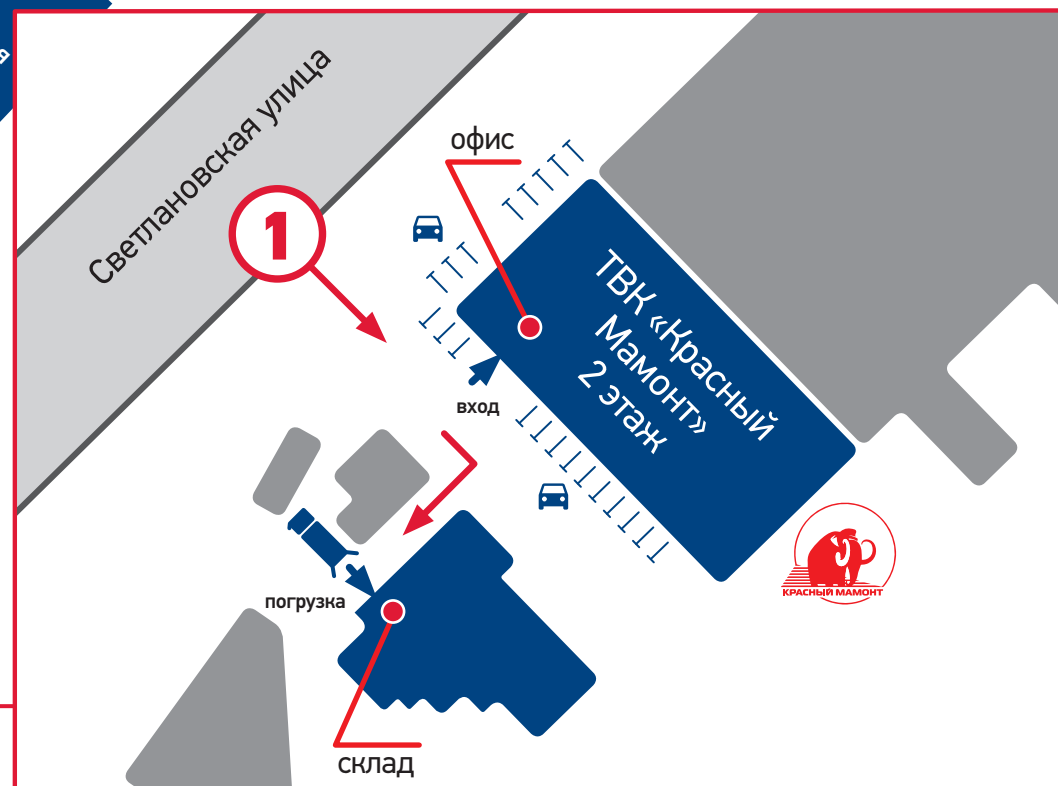 Светлановская улица
офис
1
ТВК «Красный
Мамонт»
2 этаж
вход
погрузка
КРАСНЫЙ МАМОНТ
склад